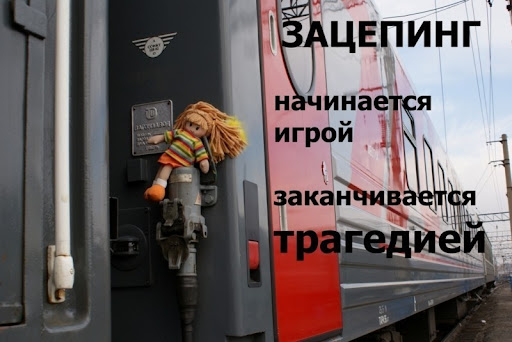 ЗАЦЕПИНГ
начинается
игрой
заканчивается
трагедией